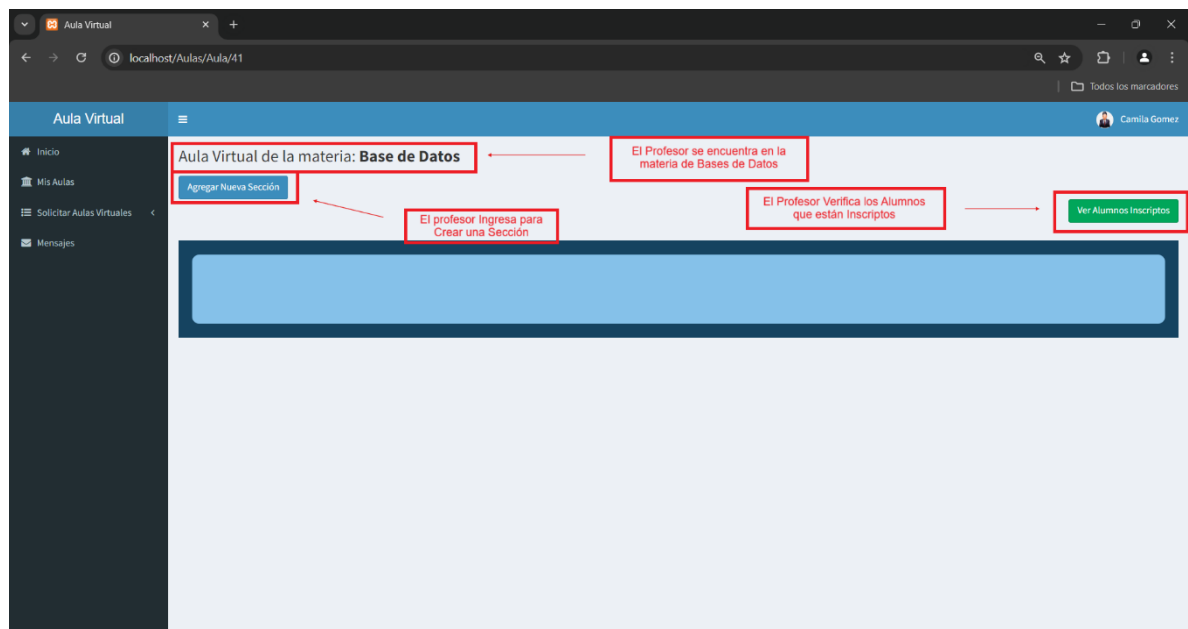 Aula Virtual
localhost/Aulas/Aula/41
Todos los marcadores
Aula Virtual
Camila Gomez
Inicio
Mis Aulas
Solicitar Aulas Virtuales
Mensajes
Aula Virtual de la materia: Base de Datos
El Profesor se encuentra en la
materia de Bases de Datos
Agregar Nueva Sección
El profesor Ingresa para
Crear una Sección
El Profesor Verifica los Alumnos
que están Inscriptos
Ver Alumnos Inscriptos